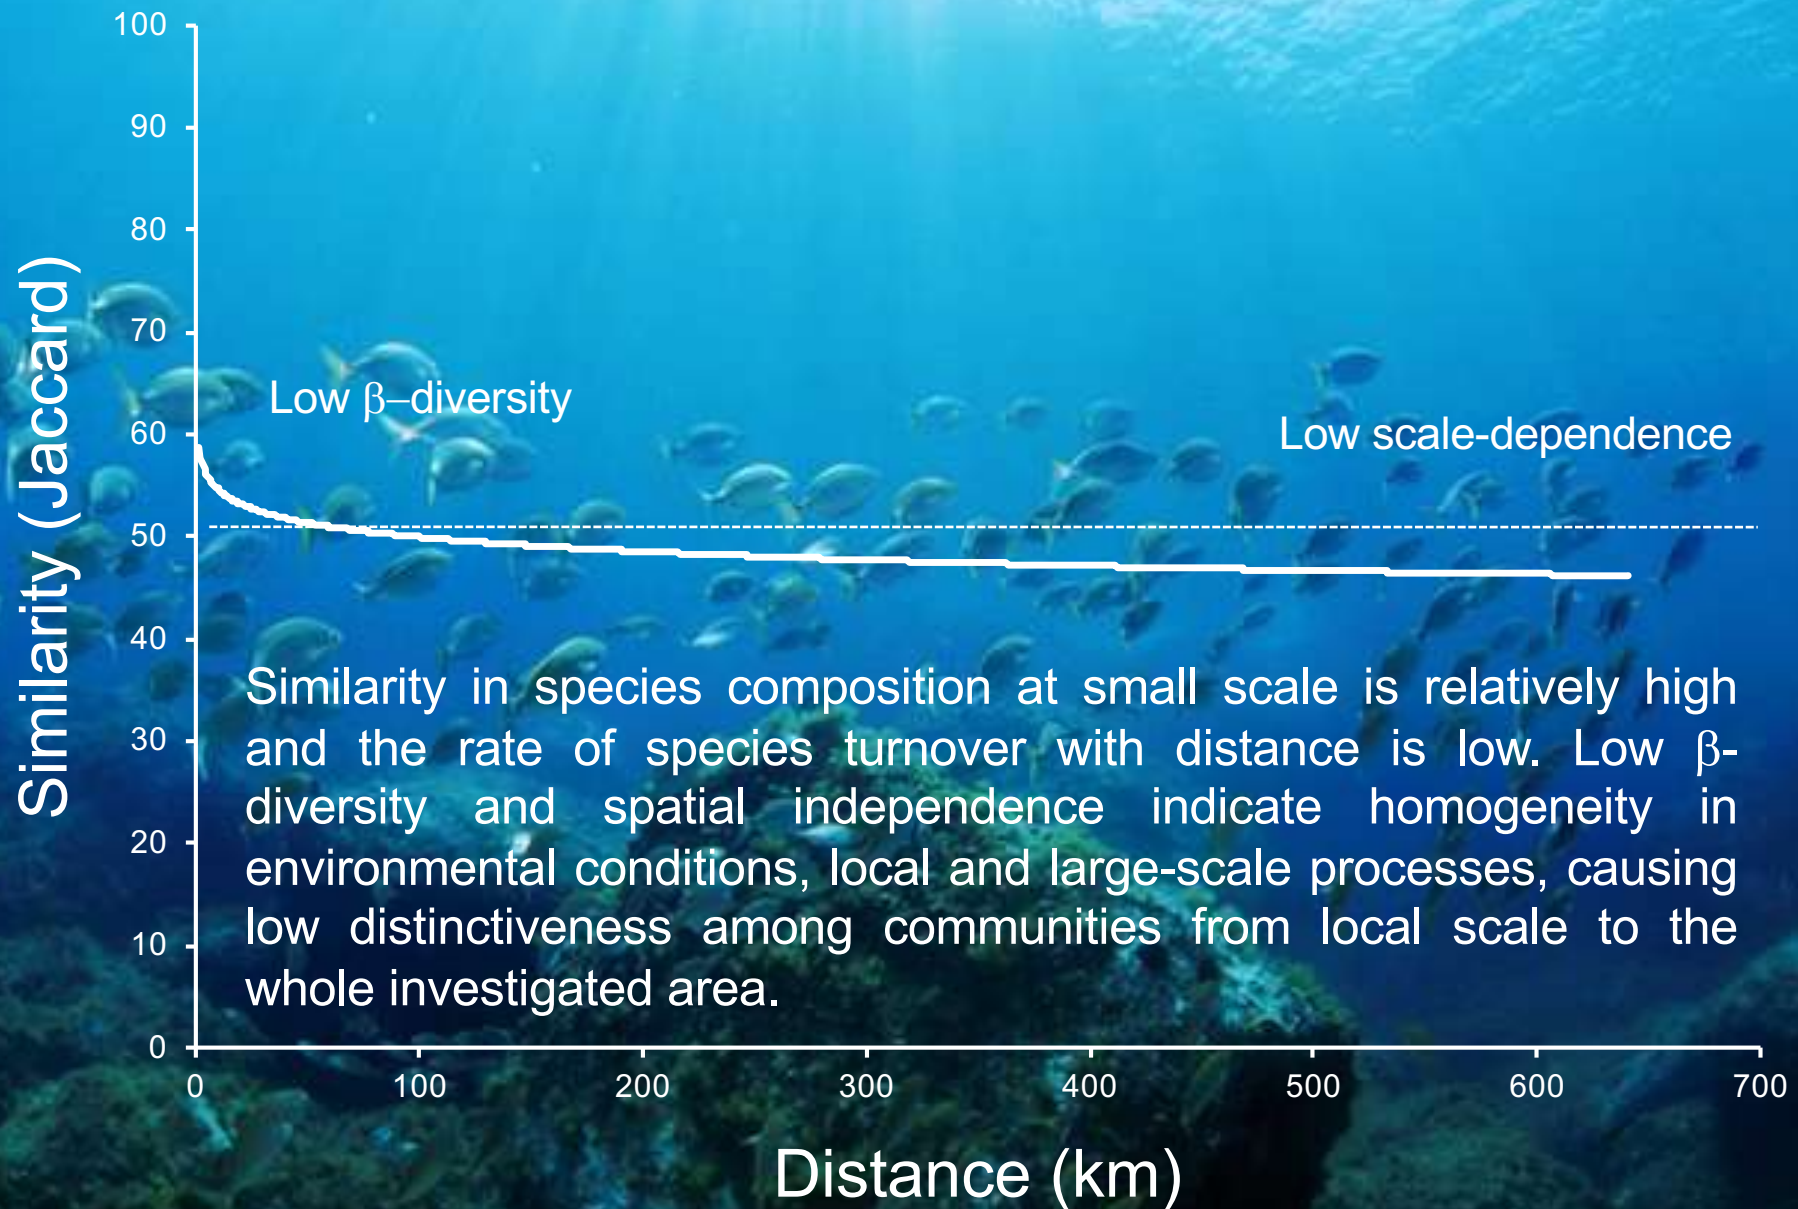 100
90
80
70
60
50
40
30
20
10
0
Similarity (Jaccard)
Low β–diversity
Low scale-dependence
Similarity in species composition at small scale is relatively high
and the rate of species turnover with distance is low. Low β-
diversity and spatial independence indicate homogeneity in
environmental conditions, local and large-scale processes, causing
low distinctiveness among communities from local scale to the
whole investigated area.
0 100 200 300 400 500 600 700
Distance (km)